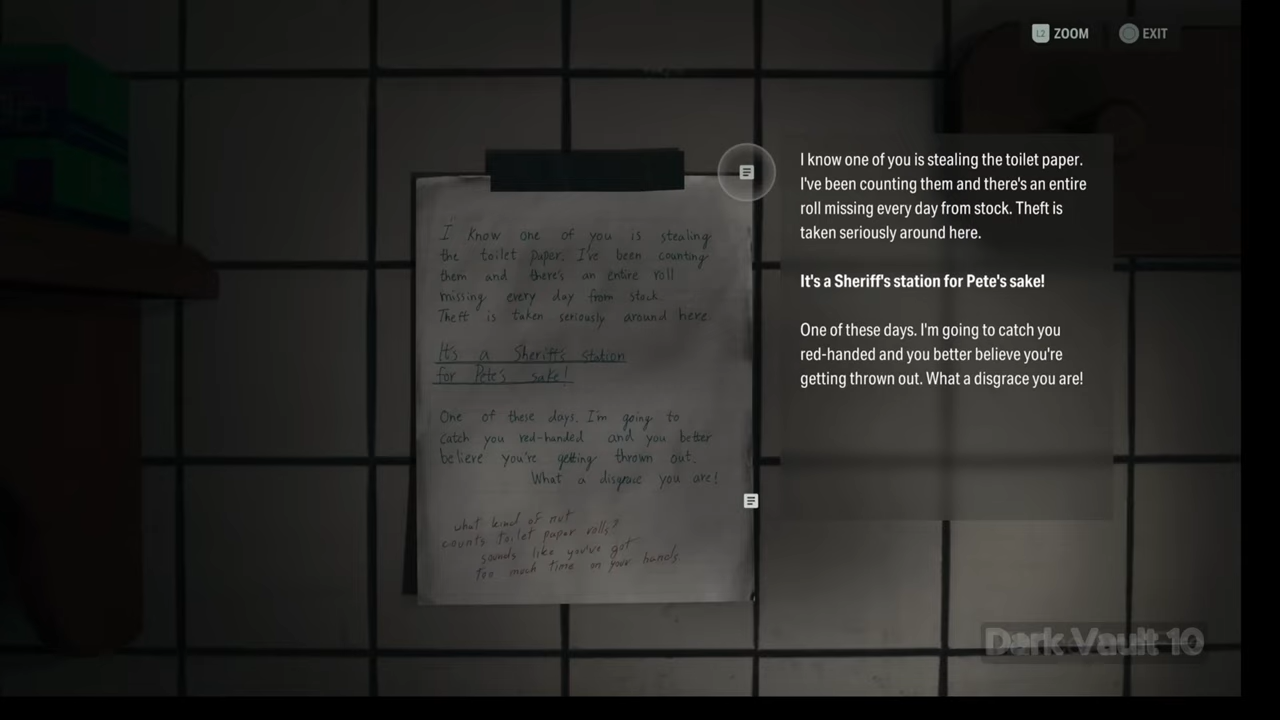 L2 ZOOM EXIT
I know one of you is stealing
the toilet paper. I've been counting
them and there's an entire roll
missing every day from stock.
Theft is taken seriously around here.
It's a Sheriff's station
for Pete's sake!
One of these days. I'm going to
catch you red-handed and you better
believe you're getting thrown out.
What a disgrace you are!
what kind of nut
counts toilet paper rolls?
sounds like you've got
too much time on your hands
I know one of you is stealing the toilet paper.
I've been counting them and there's an entire
roll missing every day from stock. Theft is
taken seriously around here.
It's a Sheriff's station for Pete's sake!
One of these days. I'm going to catch you
red-handed and you better believe you're
getting thrown out. What a disgrace you are!
Dark Vault 10